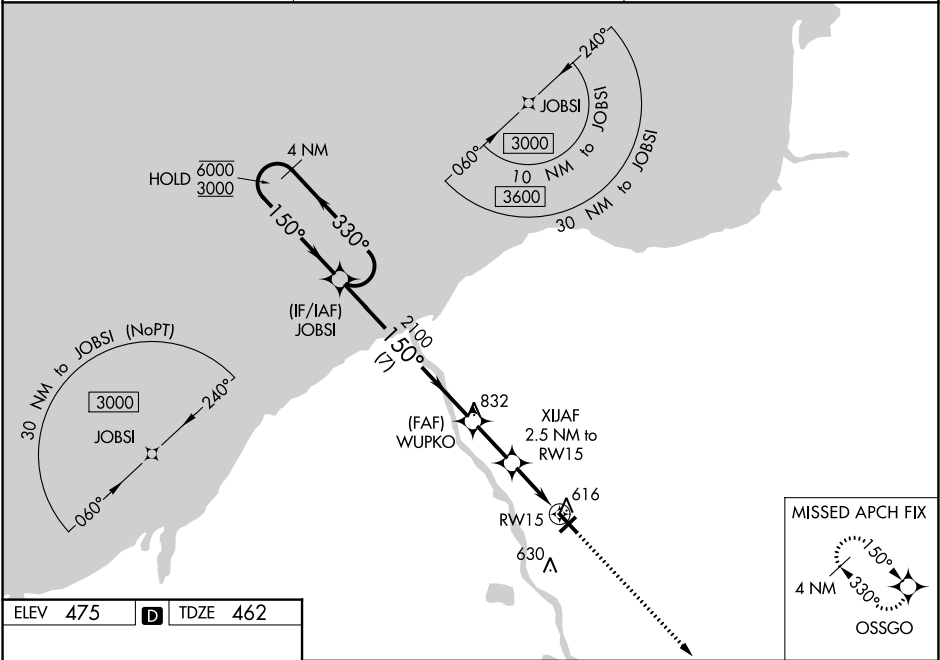 240°
JOBSI
3000
060°
10 NM to JOBSI
3600
30 NM to JOBSI
4 NM
HOLD 6000
3000
150°
330°
(IF/IAF)
JOBSI
2100
150°
(7)
30 NM to JOBSI (NoPT)
3000
240°
JOBSI
060°
832
(FAF)
WUPKO
XIJAF
2.5 NM to
RW15
616
RW15
630
MISSED APCH FIX
150°
4 NM
330°
OSSGO
ELEV 475 D TDZE 462